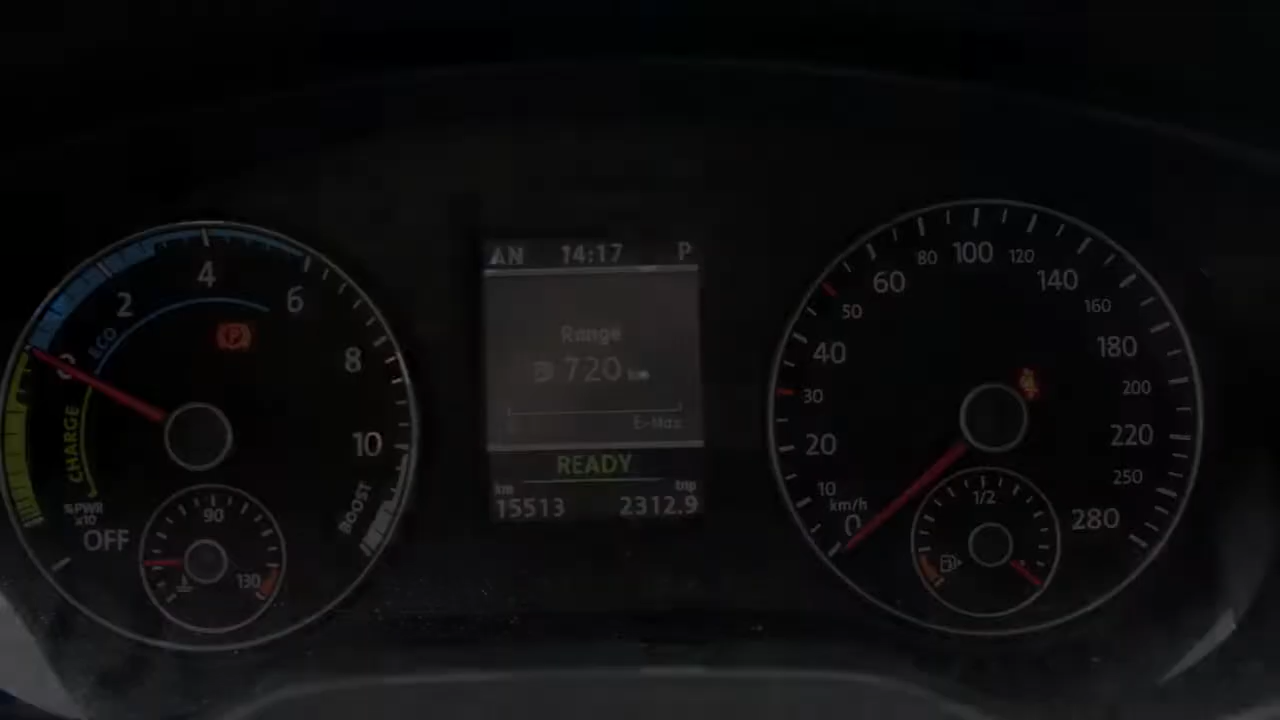 2
4
6
8
10
0
ECO
CHARGE
BOOST
%PWR
x10
OFF
90
130
AN 14:17 P
Range
720 km
READY
km trip
15513 2312.9
0
10
20
30
40
50
60
80
100
120
140
160
180
200
220
250
280
km/h
1/2